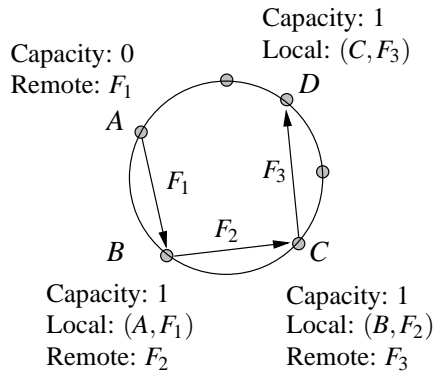 Capacity: 1
Local: (C, F₃)
Capacity: 0
Remote: F₁
D
A
F₁
F₃
F₂
B
C
Capacity: 1
Local: (A, F₁)
Remote: F₂
Capacity: 1
Local: (B, F₂)
Remote: F₃